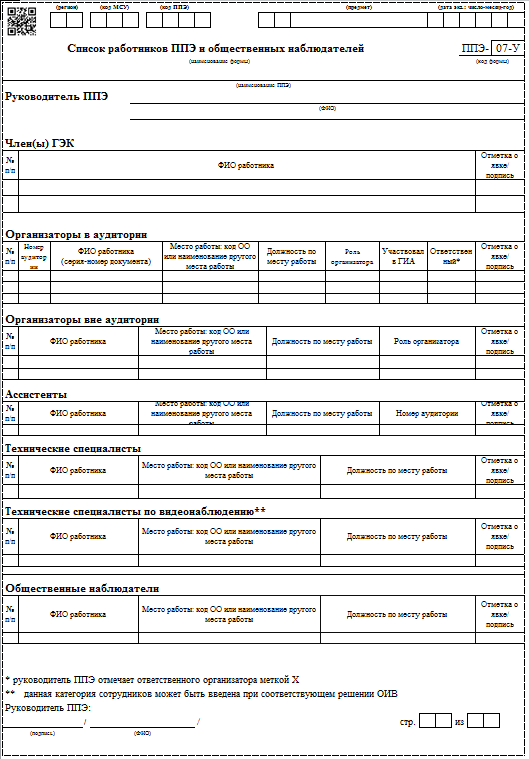 (регион) (код МСУ) (код ППЭ) (предмет) (дата экз.: число-месяц-год)
Список работников ППЭ и общественных наблюдателей ППЭ- 07-У
(наименование формы) (код формы)
(наименование ППЭ)
Руководитель ППЭ
(ФИО)
Член(ы) ГЭК
№ п/п ФИО работника Отметка о явке/ подпись
Организаторы в аудитории
№ п/п Номер аудитории ФИО работника (серия-номер документа) Место работы: код ОО или наименование другого места работы Должность по месту работы Роль организатора Участвовал в ГИА Ответственный* Отметка о явке/ подпись
Организаторы вне аудитории
№ п/п ФИО работника Место работы: код ОО или наименование другого места работы Должность по месту работы Роль организатора Отметка о явке/ подпись
Ассистенты
№ п/п ФИО работника Место работы: код ОО или наименование другого места работы Должность по месту работы Номер аудитории Отметка о явке/ подпись
Технические специалисты
№ п/п ФИО работника Место работы: код ОО или наименование другого места работы Должность по месту работы Отметка о явке/ подпись
Технические специалисты по видеонаблюдению**
№ п/п ФИО работника Место работы: код ОО или наименование другого места работы Должность по месту работы Отметка о явке/ подпись
Общественные наблюдатели
№ п/п ФИО работника Место работы: код ОО или наименование другого места работы Должность по месту работы Отметка о явке/ подпись
* руководитель ППЭ отмечает ответственного организатора меткой Х
** данная категория сотрудников может быть введена при соответствующем решении ОИВ
Руководитель ППЭ:
/ / стр. из
(подпись) (ФИО)